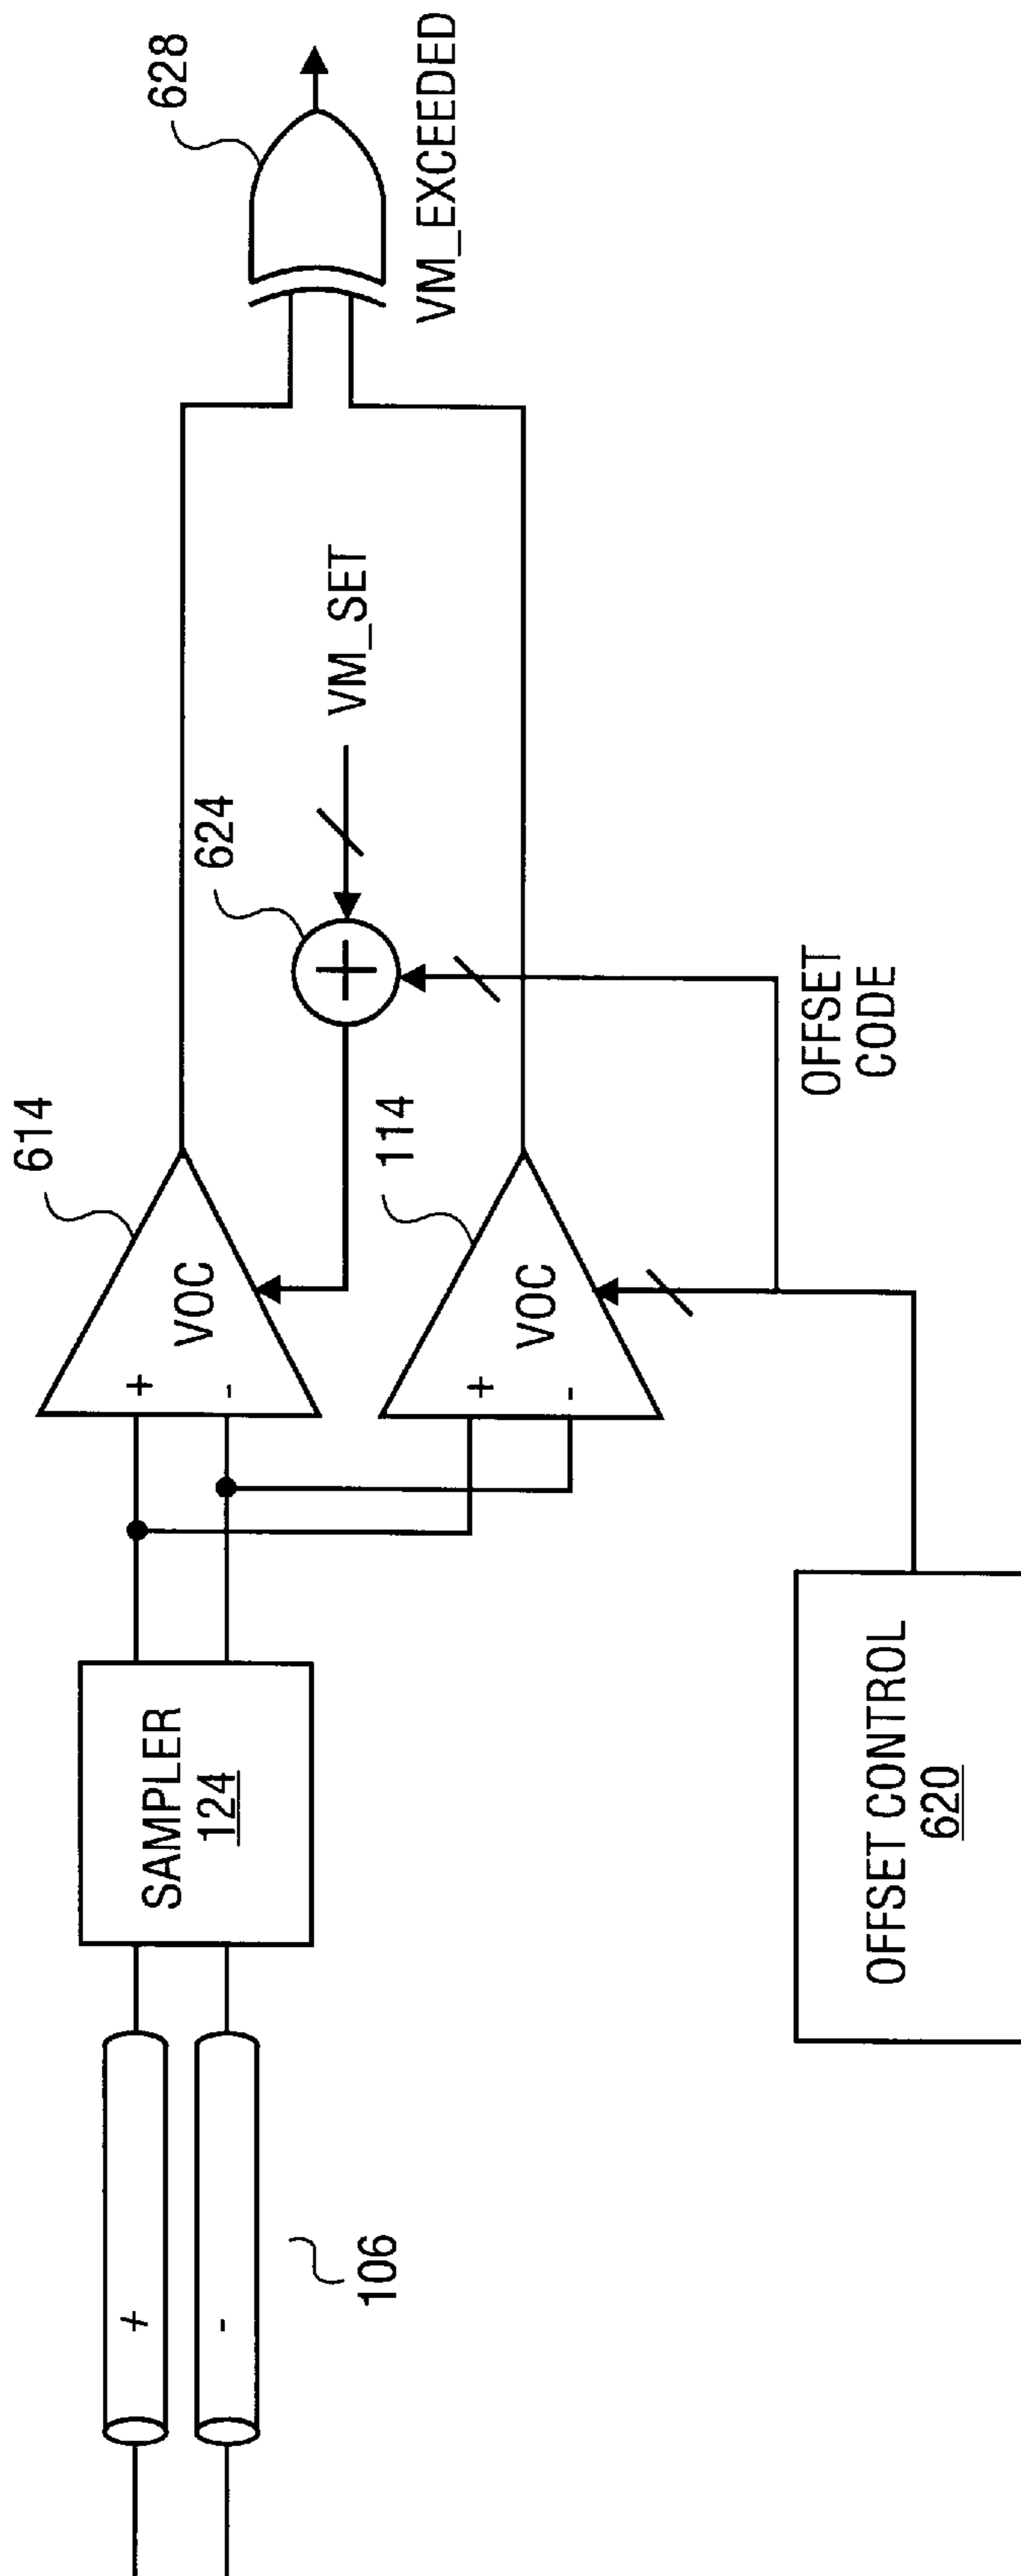 +
-
106
SAMPLER
124
614
+
-
VOC
624
VM_SET
628
VM_EXCEEDED
114
+
-
VOC
+
OFFSET
CODE
OFFSET CONTROL
620